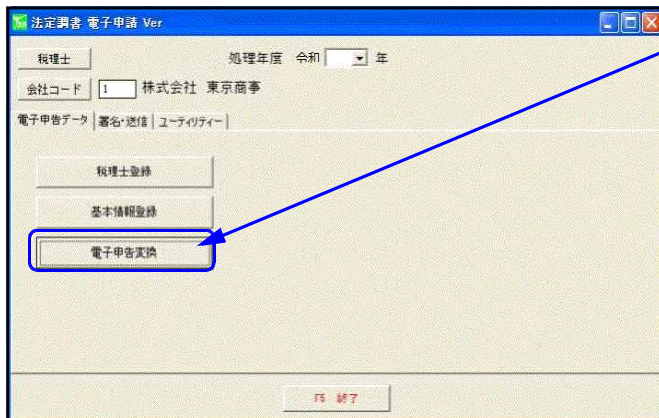 法定調書 電子申請 Ver
税理士 処理年度 令和 年
会社コード 1 株式会社 東京商事
電子申告データ 署名・送信 ユーティリティー
税理士登録
基本情報登録
電子申告変換
F5 終了